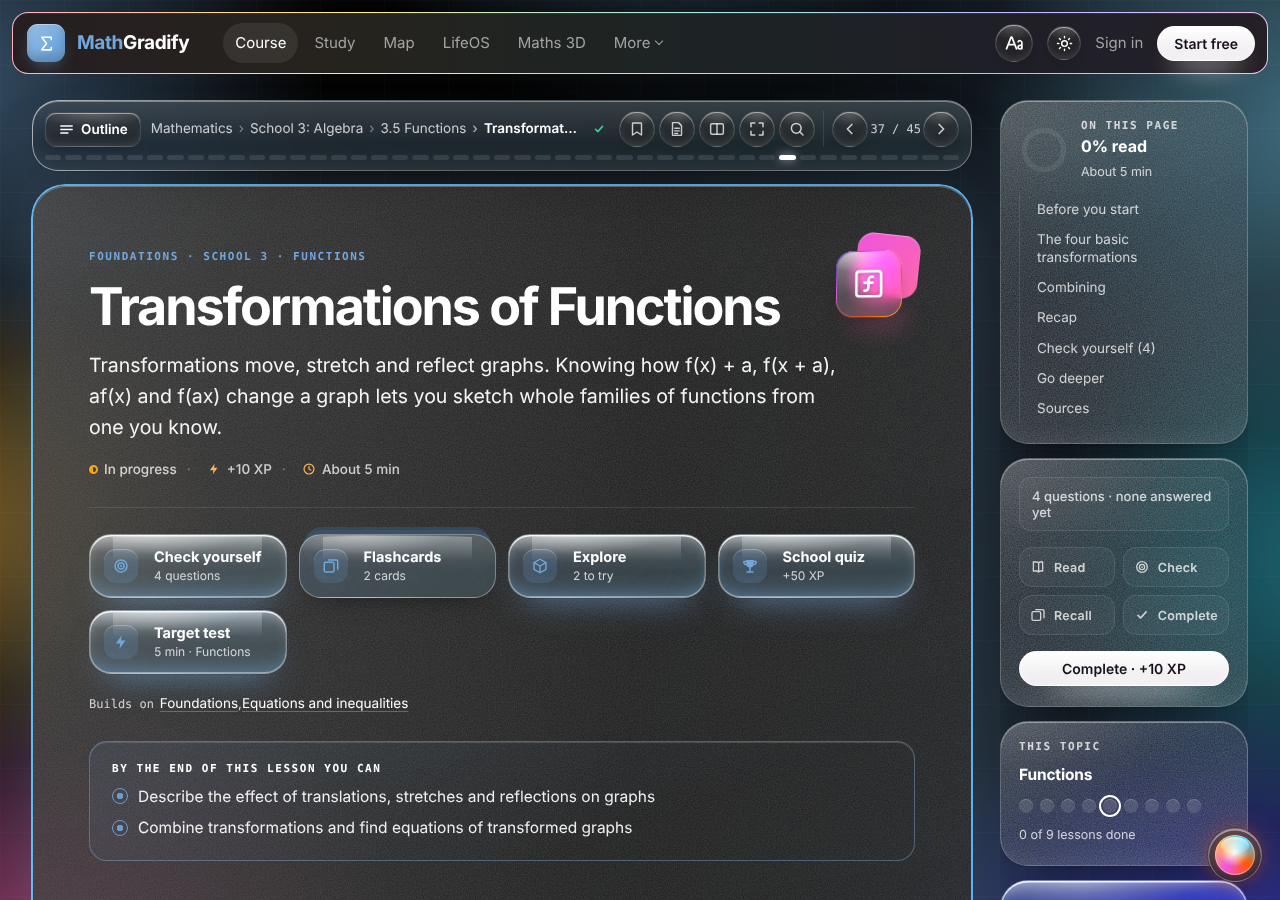 Σ MathGradify Course Study Map LifeOS Maths 3D More Aa Sign in Start free
Outline Mathematics › School 3: Algebra › 3.5 Functions › Transformat... 37 / 45
FOUNDATIONS · SCHOOL 3 · FUNCTIONS
Transformations of Functions
Transformations move, stretch and reflect graphs. Knowing how f(x) + a, f(x + a),
af(x) and f(ax) change a graph lets you sketch whole families of functions from
one you know.
In progress · +10 XP · About 5 min
Check yourself
4 questions
Flashcards
2 cards
Explore
2 to try
School quiz
+50 XP
Target test
5 min · Functions
Builds on Foundations,Equations and inequalities
BY THE END OF THIS LESSON YOU CAN
Describe the effect of translations, stretches and reflections on graphs
Combine transformations and find equations of transformed graphs
ON THIS PAGE
0% read
About 5 min
Before you start
The four basic
transformations
Combining
Recap
Check yourself (4)
Go deeper
Sources
4 questions · none answered
yet
Read
Check
Recall
Complete
Complete · +10 XP
THIS TOPIC
Functions
0 of 9 lessons done